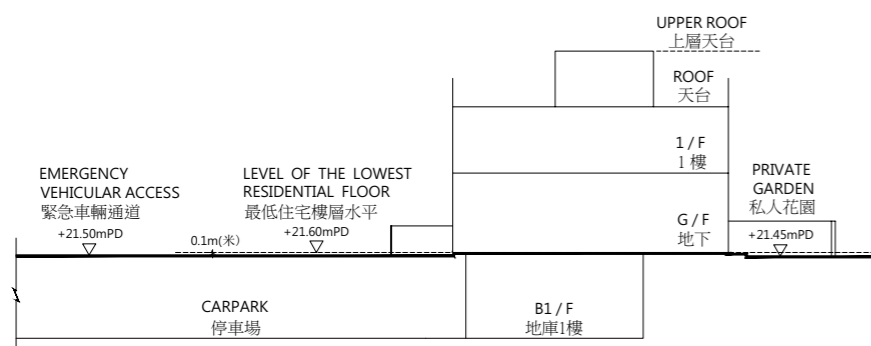 UPPER ROOF
上層天台
ROOF
天台
1 / F
1 樓
EMERGENCY
VEHICULAR ACCESS
緊急車輛通道
+21.50mPD
0.1m(米)
LEVEL OF THE LOWEST
RESIDENTIAL FLOOR
最低住宅樓層水平
+21.60mPD
G / F
地下
PRIVATE
GARDEN
私人花園
+21.45mPD
CARPARK
停車場
B1 / F
地庫1樓